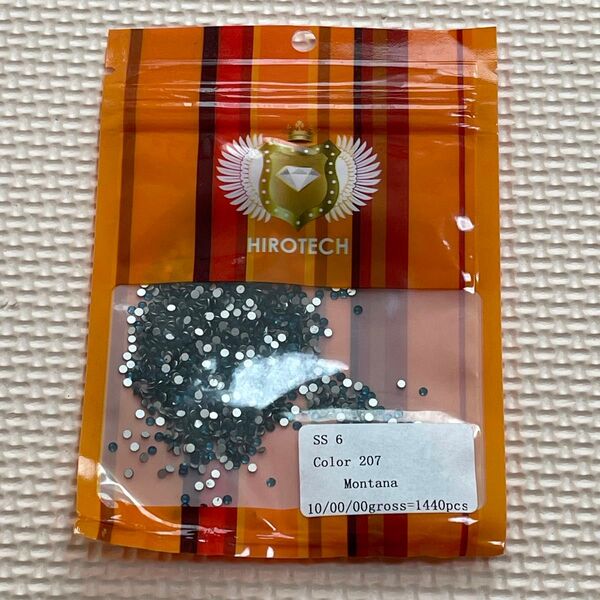 HIROTECH
SS 6
Color 207
Montana
10/00/00gross=1440pcs